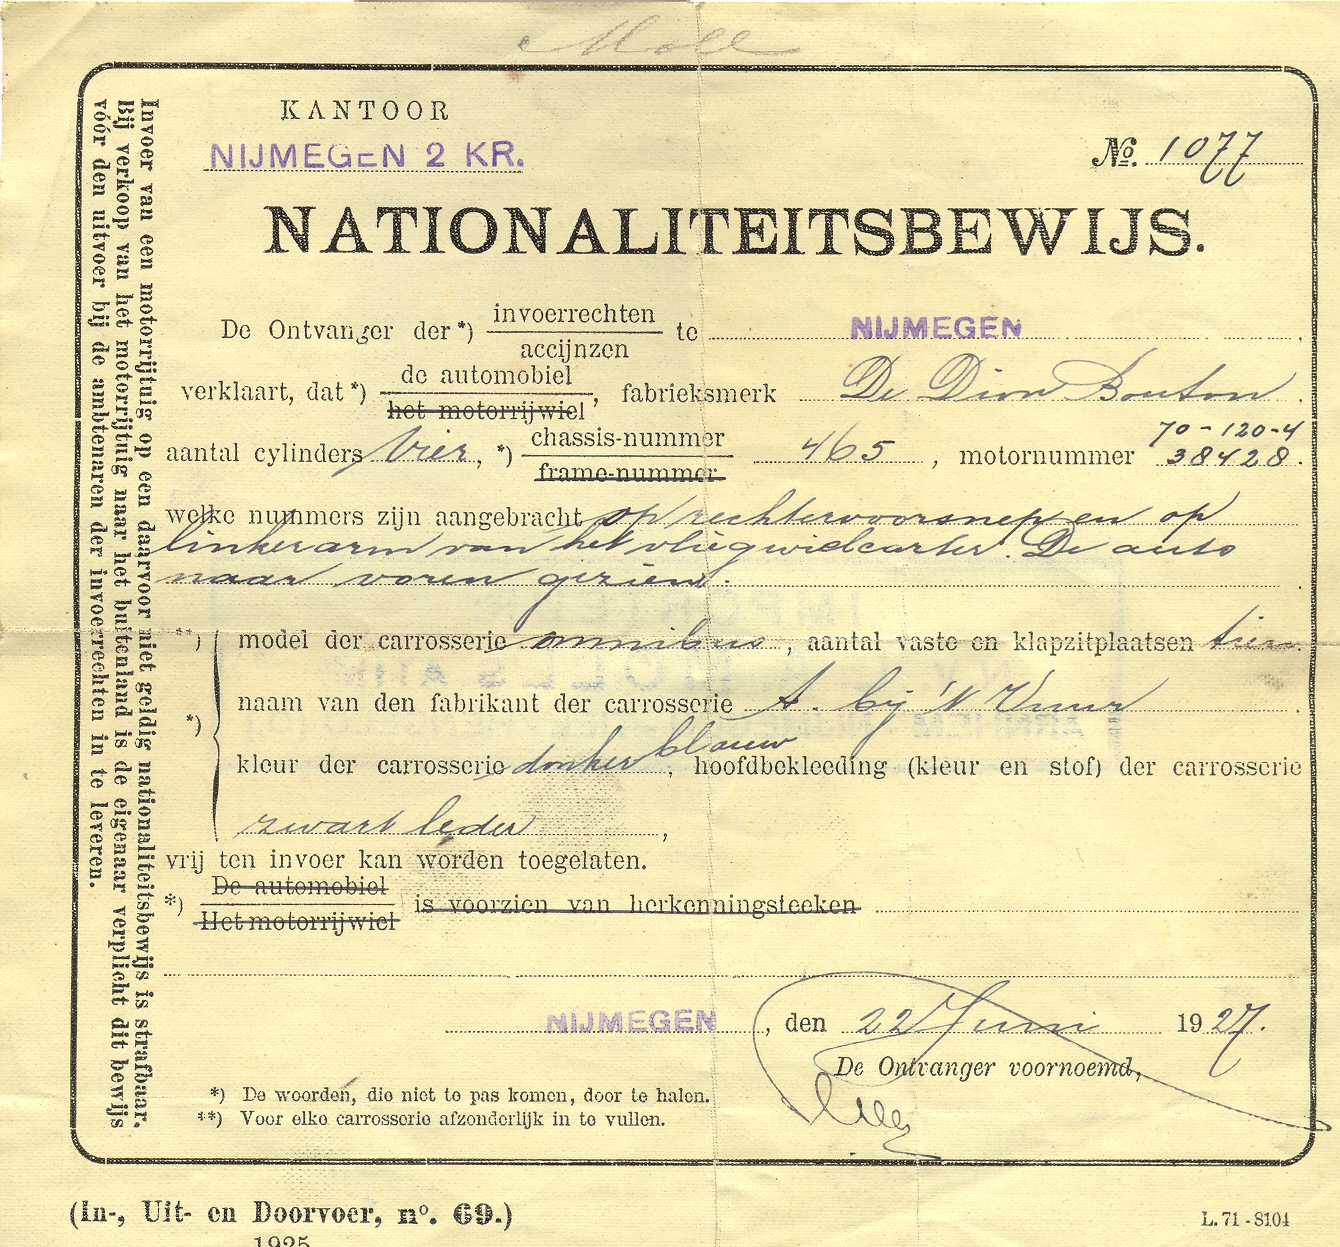 Moll
KANTOOR
NIJMEGEN 2 KR.
No. 1077
NATIONALITEITSBEWIJS.
De Ontvanger der *) invoerrechten te NIJMEGEN
accijnzen
verklaart, dat *) de automobiel, fabrieksmerk De Dion Bouton.
het motorrijwiel
aantal cylinders vier, *) chassis-nummer 465, motornummer 70-120-4
frame-nummer 38428.
welke nummers zijn aangebracht op rechtervoorsnep en op
linkerarm van het vliegwielcarter. De auto
naar voren gezien.
**) model der carrosserie omnibus, aantal vaste en klapzitplaatsen tien.
*) naam van den fabrikant der carrosserie A. bij 't Vuur.
kleur der carrosserie donker blauw, hoofdbekleeding (kleur en stof) der carrosserie
zwart leder,
vrij ten invoer kan worden toegelaten.
*) De automobiel is voorzien van herkenningsteeken
Het motorrijwiel
NIJMEGEN, den 22 Juni 1927.
De Ontvanger voornoemd,
*) De woorden, die niet te pas komen, door te halen.
**) Voor elke carrosserie afzonderlijk in te vullen.
Invoer van een motorrijtuig op een daarvoor niet geldig nationaliteitsbewijs is strafbaar.
Bij verkoop van het motorrijtuig naar het buitenland is de eigenaar verplicht dit bewijs
vóór den uitvoer bij de ambtenaren der invoerrechten in te leveren.
(In-, Uit- en Doorvoer, no. 69.)
1925
L. 71 - 8104